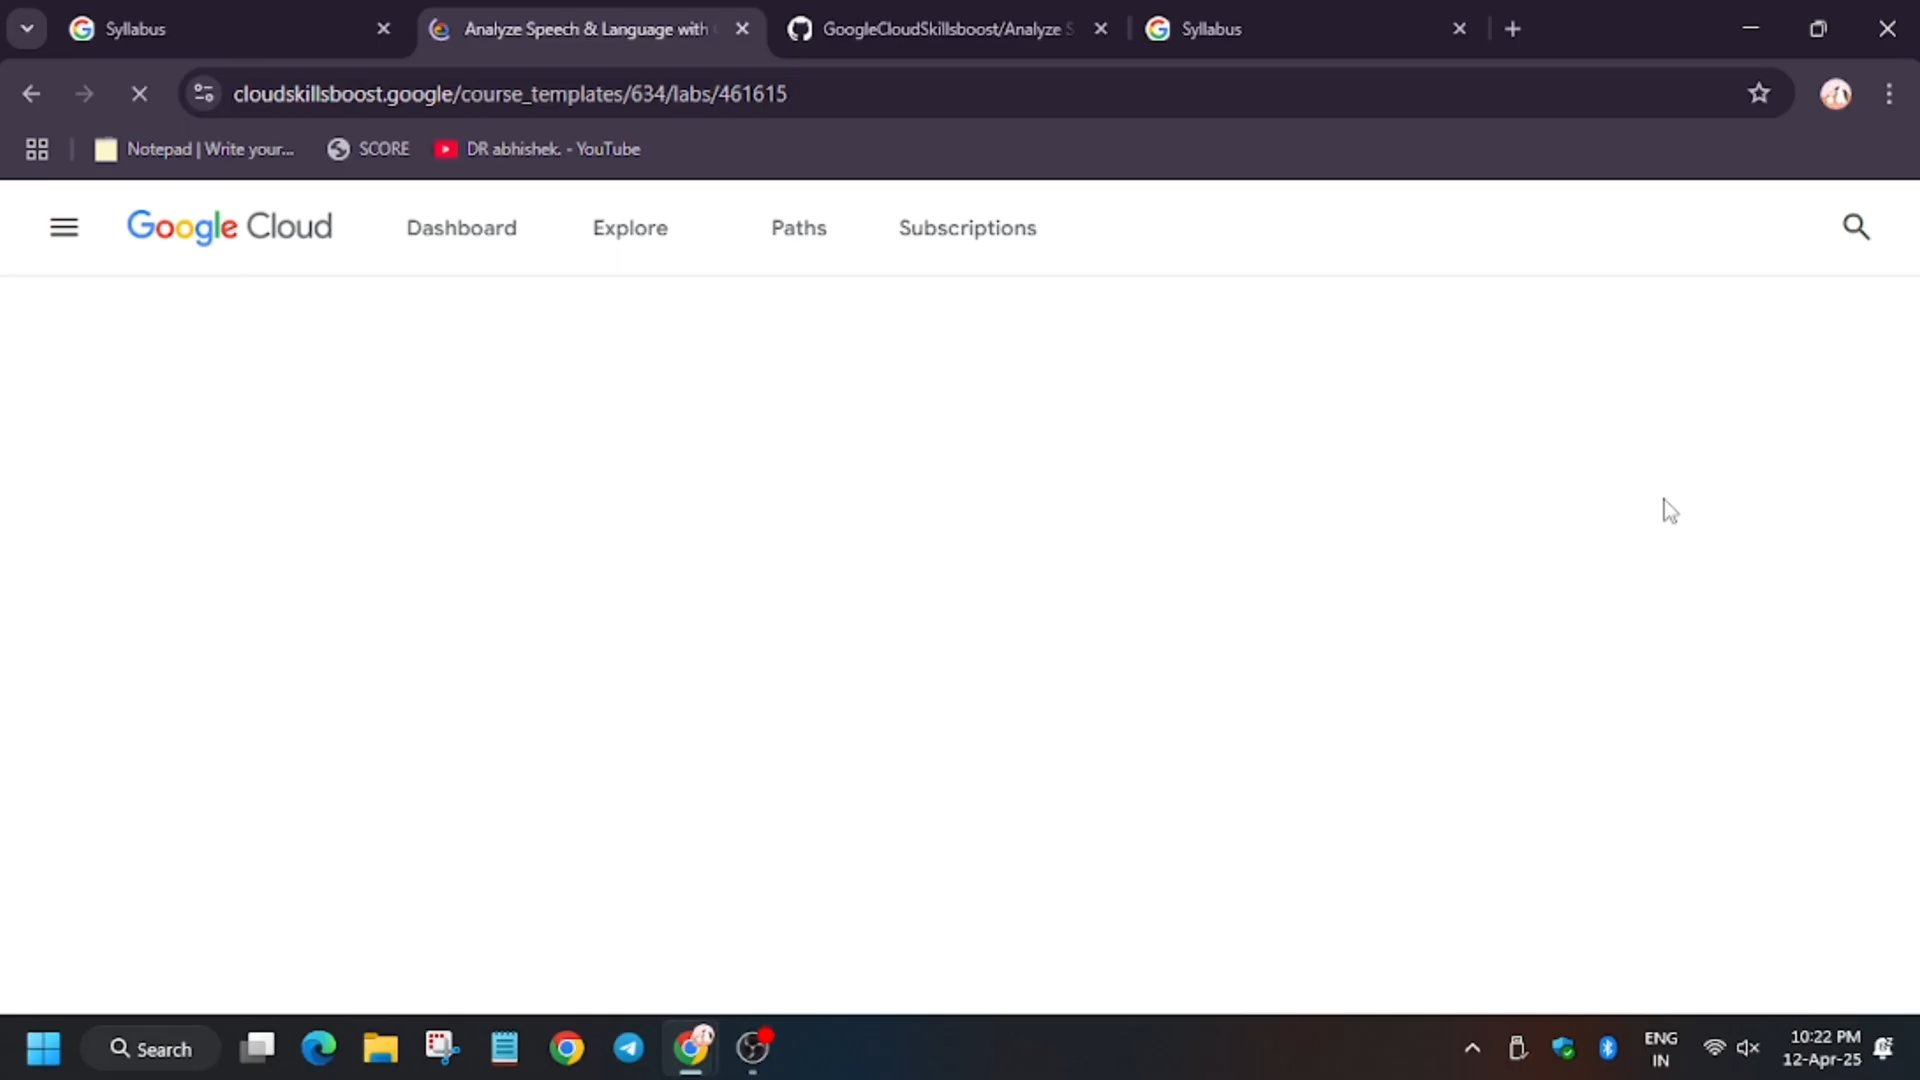 Syllabus
Analyze Speech & Language with
GoogleCloudSkillsboost/Analyze S
Syllabus
cloudskillsboost.google/course_templates/634/labs/461615
Notepad | Write your...
SCORE
DR abhishek. - YouTube
Google Cloud
Dashboard
Explore
Paths
Subscriptions
Search
ENG
IN
10:22 PM
12-Apr-25